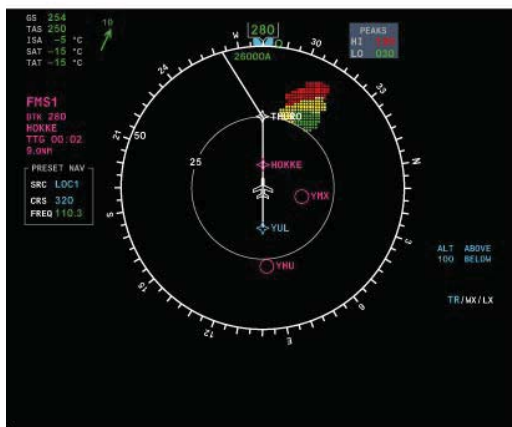 GS 254
TAS 250
ISA -5 °C
SAT -15 °C
TAT -15 °C
10
280
26000A
PEAKS
HI
LO 030
FMS1
DTK 280
HOKKE
TTG 00:02
9.0NM
PRESET NAV
SRC LOC1
CRS 320
FREQ 110.3
W
30
33
N
3
6
E
12
15
S
21
24
50
25
THURO
HOKKE
YMX
YUL
YHU
ALT ABOVE
100 BELOW
TR/WX/LX